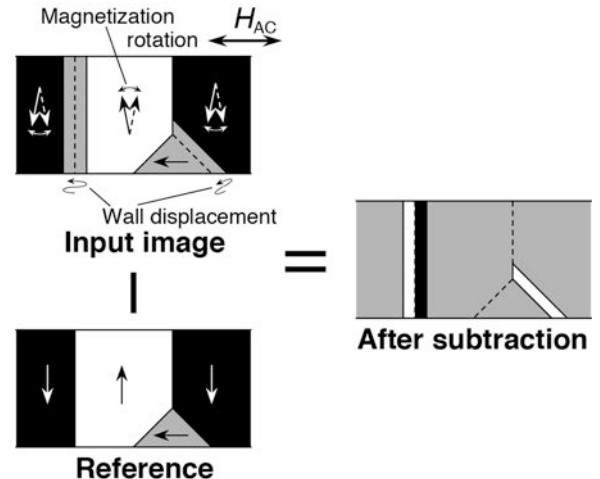 Magnetization
rotation
H_AC
Wall displacement
Input image
=
After subtraction
Reference